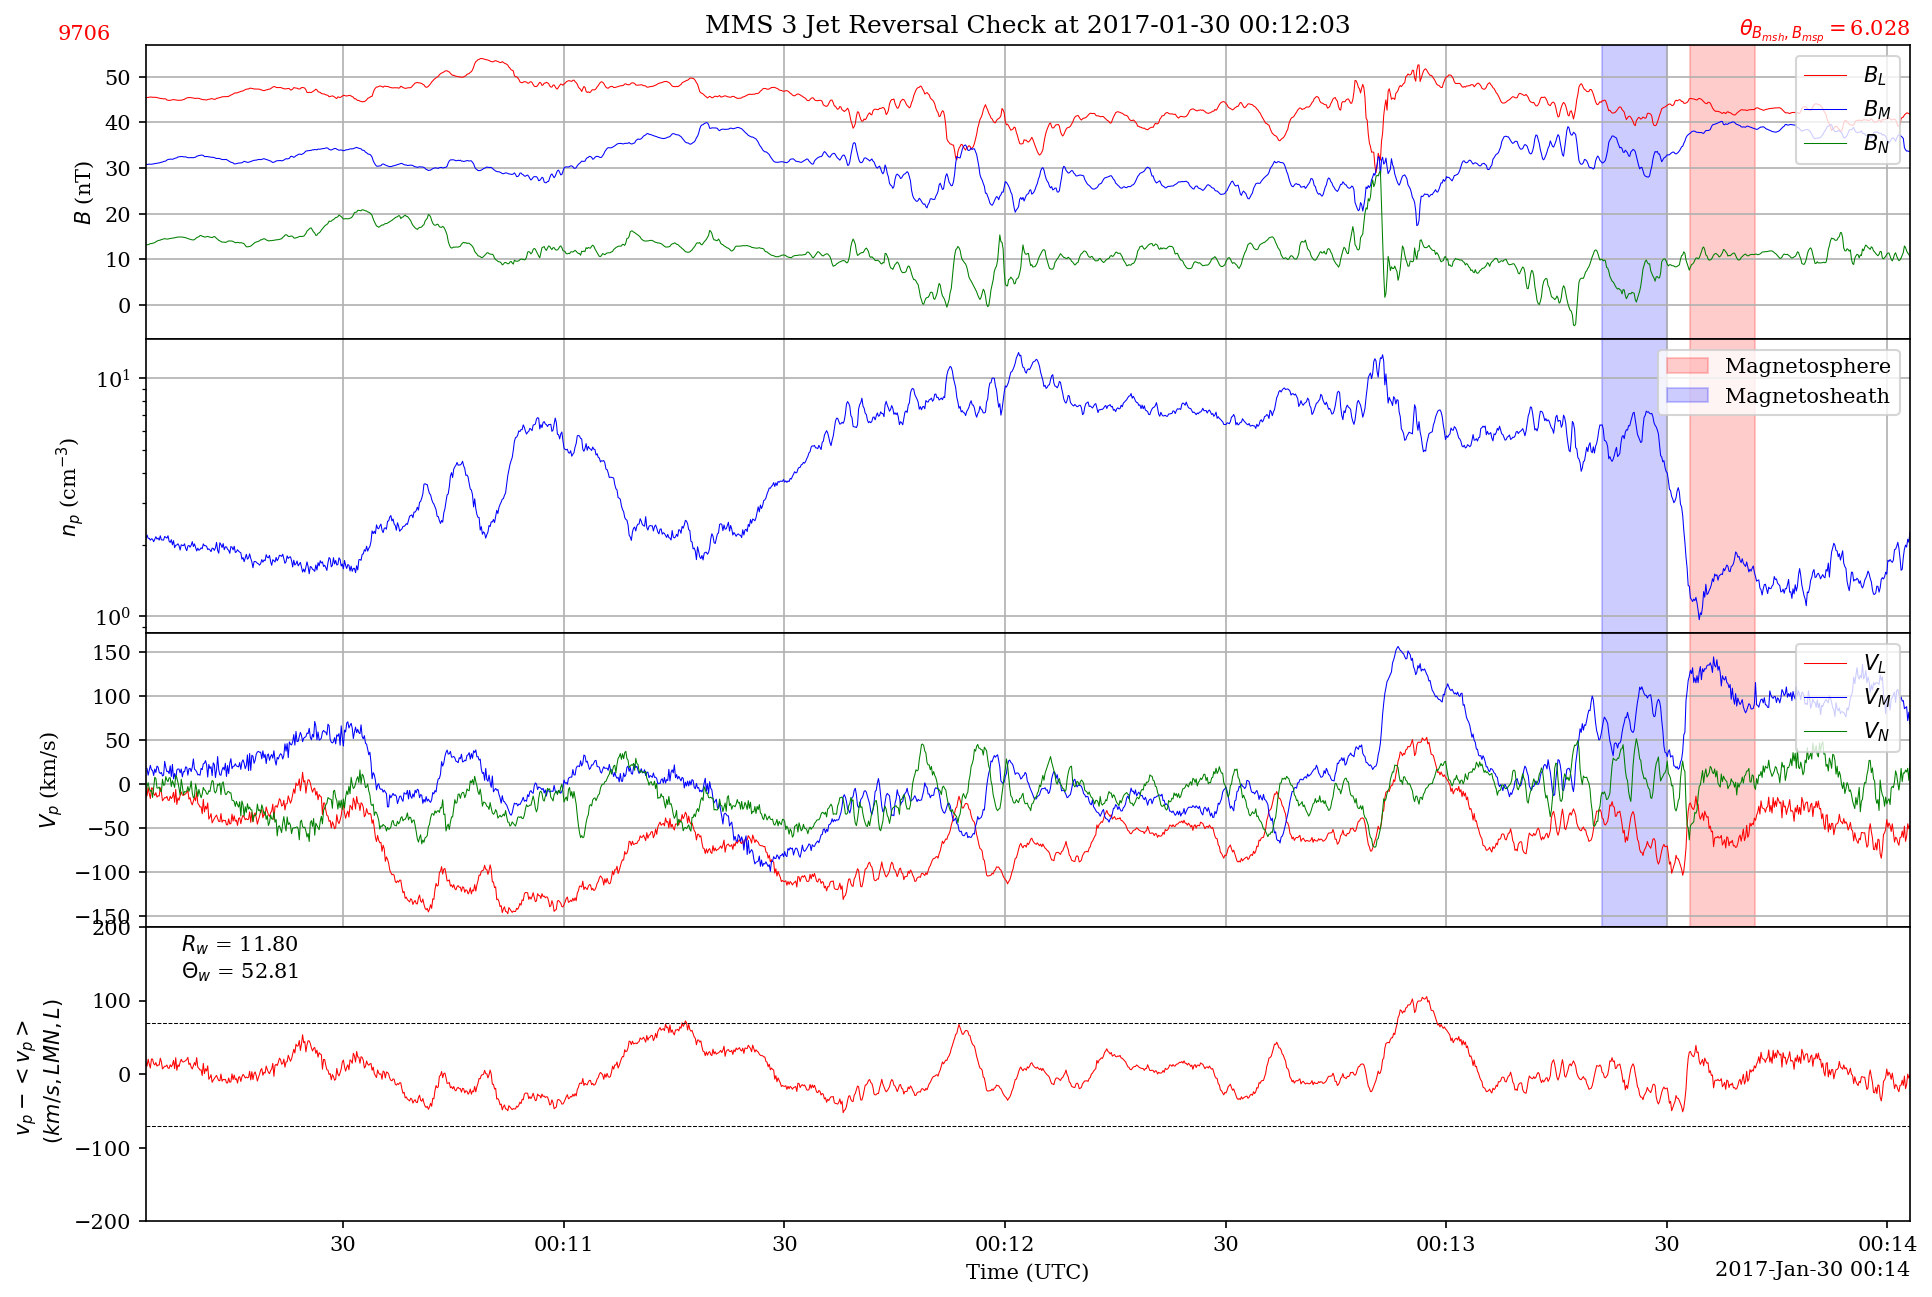 9706
MMS 3 Jet Reversal Check at 2017-01-30 00:12:03
θ_{B_{msh}, B_{msp}} = 6.028
50
40
30
20
10
0
B (nT)
B_L
B_M
B_N
10^1
10^0
n_p (cm^{−3})
Magnetosphere
Magnetosheath
150
100
50
0
−50
−100
−150
V_p (km/s)
V_L
V_M
V_N
200
100
0
−100
−200
v_p − < v_p >
(km/s, LMN, L)
R_w = 11.80
Θ_w = 52.81
30 00:11 30 00:12 30 00:13 30 00:14
Time (UTC)
2017-Jan-30 00:14